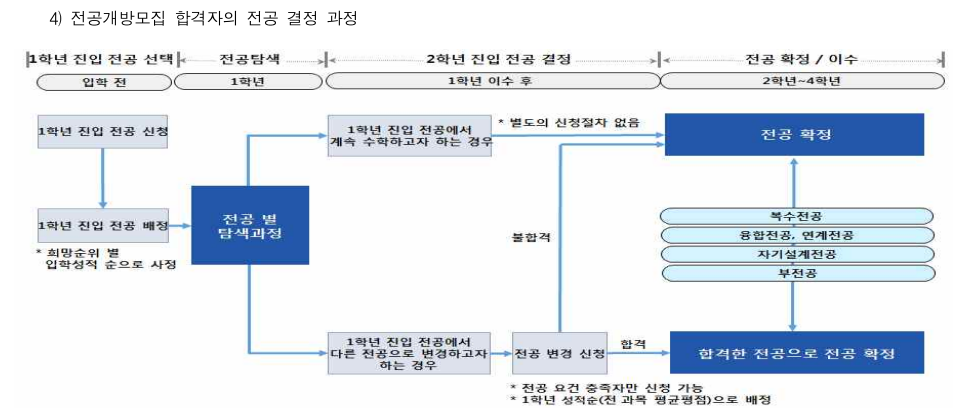 4) 전공개방모집 합격자의 전공 결정 과정
1학년 진입 전공 선택
전공탐색
2학년 진입 전공 결정
전공 확정 / 이수
입학 전
1학년
1학년 이수 후
2학년~4학년
1학년 진입 전공 신청
1학년 진입 전공에서
계속 수학하고자 하는 경우
* 별도의 신청절차 없음
전공 확정
1학년 진입 전공 배정
* 희망순위 별
입학성적 순으로 사정
전공 별
탐색과정
불합격
복수전공
융합전공, 연계전공
자기설계전공
부전공
1학년 진입 전공에서
다른 전공으로 변경하고자
하는 경우
전공 변경 신청
합격
합격한 전공으로 전공 확정
* 전공 요건 충족자만 신청 가능
* 1학년 성적순(전 과목 평균평점)으로 배정